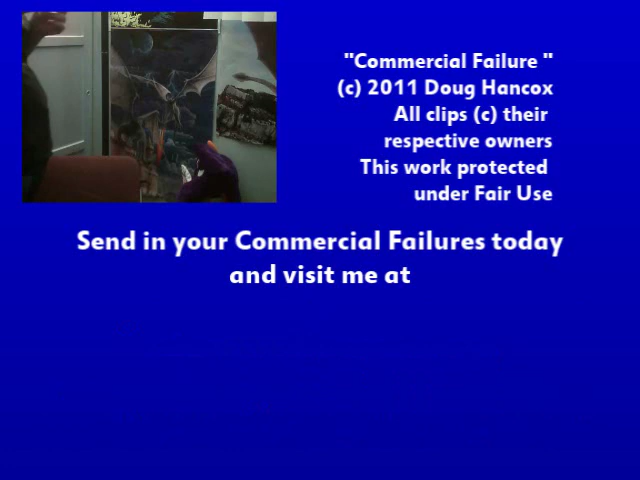 "Commercial Failure "
(c) 2011 Doug Hancox
All clips (c) their
respective owners
This work protected
under Fair Use
Send in your Commercial Failures today
and visit me at